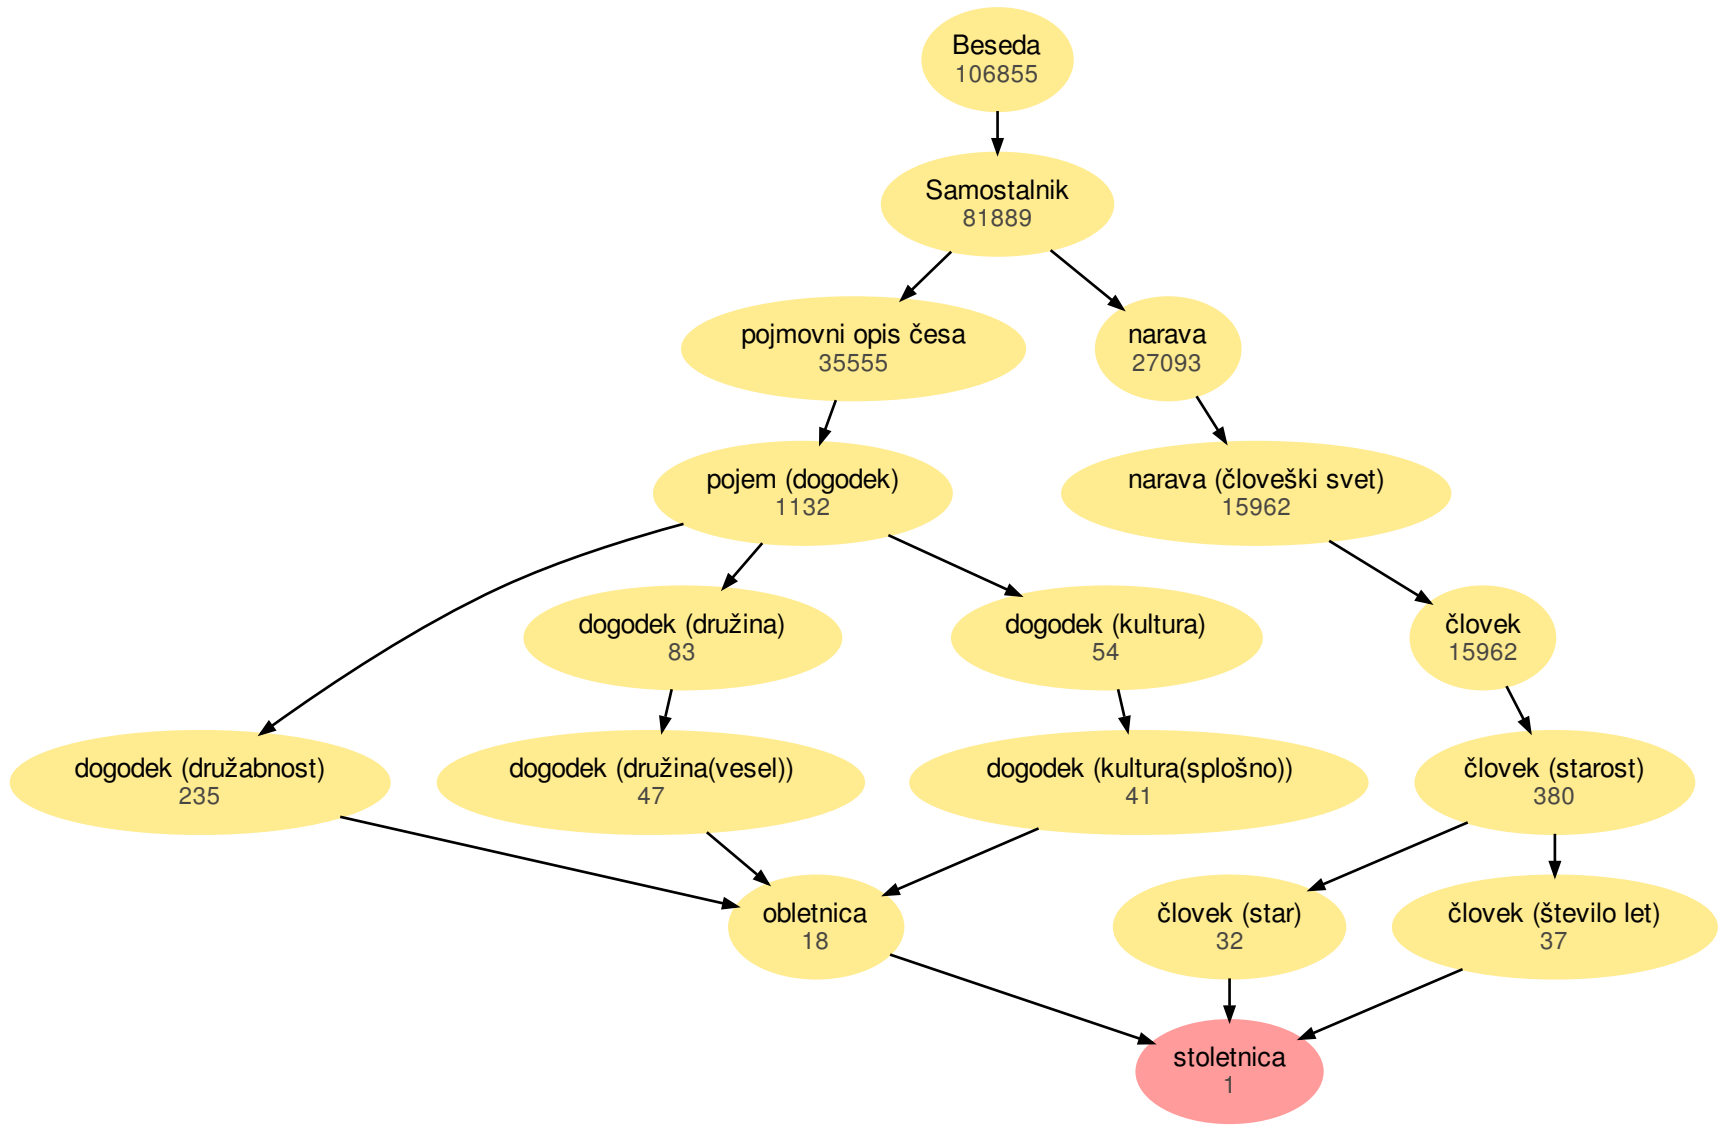 Beseda
106855
Samostalnik
81889
pojmovni opis česa
35555
narava
27093
pojem (dogodek)
1132
narava (človeški svet)
15962
dogodek (družina)
83
dogodek (kultura)
54
človek
15962
dogodek (družabnost)
235
dogodek (družina(vesel))
47
dogodek (kultura(splošno))
41
človek (starost)
380
obletnica
18
človek (star)
32
človek (število let)
37
stoletnica
1